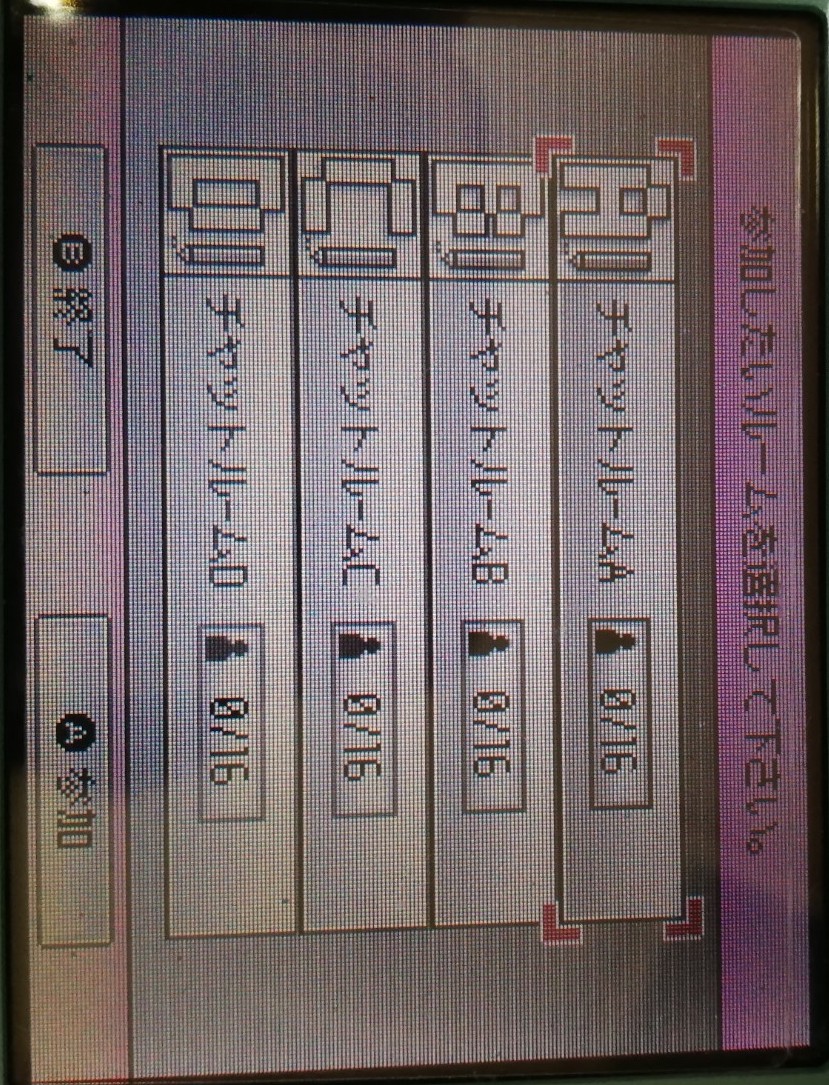 参加したいルームを選択して下さい。
チャットルームA 0/16
チャットルームB 0/16
チャットルームC 0/16
チャットルームD 0/16
B 終了 A 参加